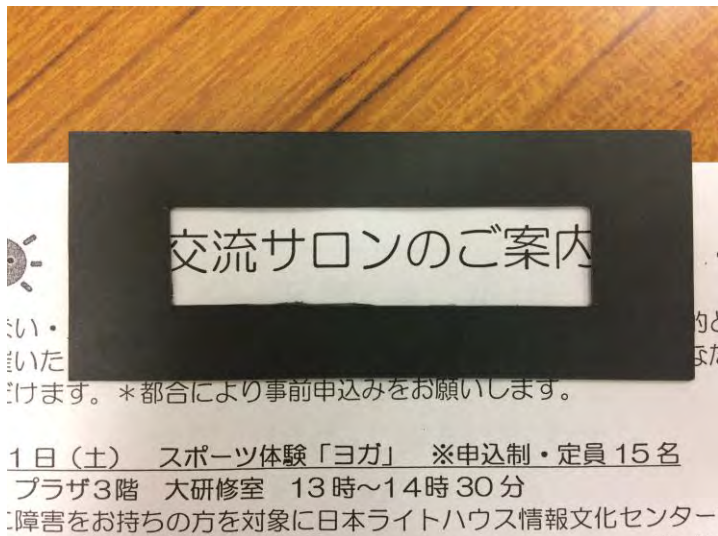 交流サロンのご案内
い・
いた
だけます。＊都合により事前申込みをお願いします。
1日（土）　スポーツ体験「ヨガ」　※申込制・定員15名
プラザ3階　大研修室　13時～14時30分
障害をお持ちの方を対象に日本ライトハウス情報文化センター